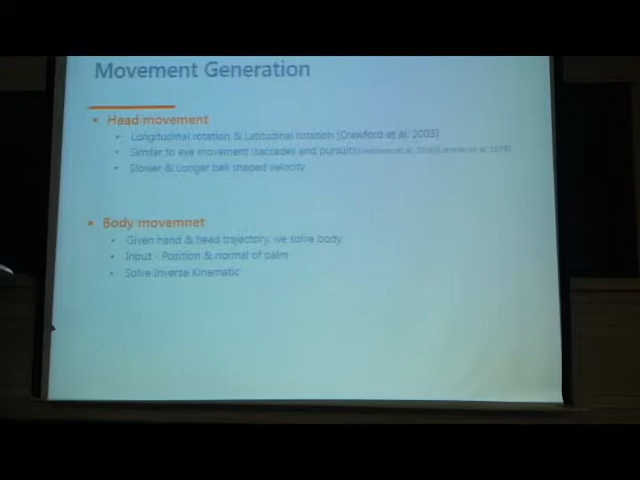 Movement Generation
• Head movement
• Longitudinal rotation & Latitudinal rotation [Crawford et al. 2003]
• Similar to eye movement (saccades and pursuit)
• Slower & Longer bell shaped velocity
• Body movemnet
• Given hand & head trajectory, we solve body
• Input - Position & normal of palm
• Solve Inverse Kinematic